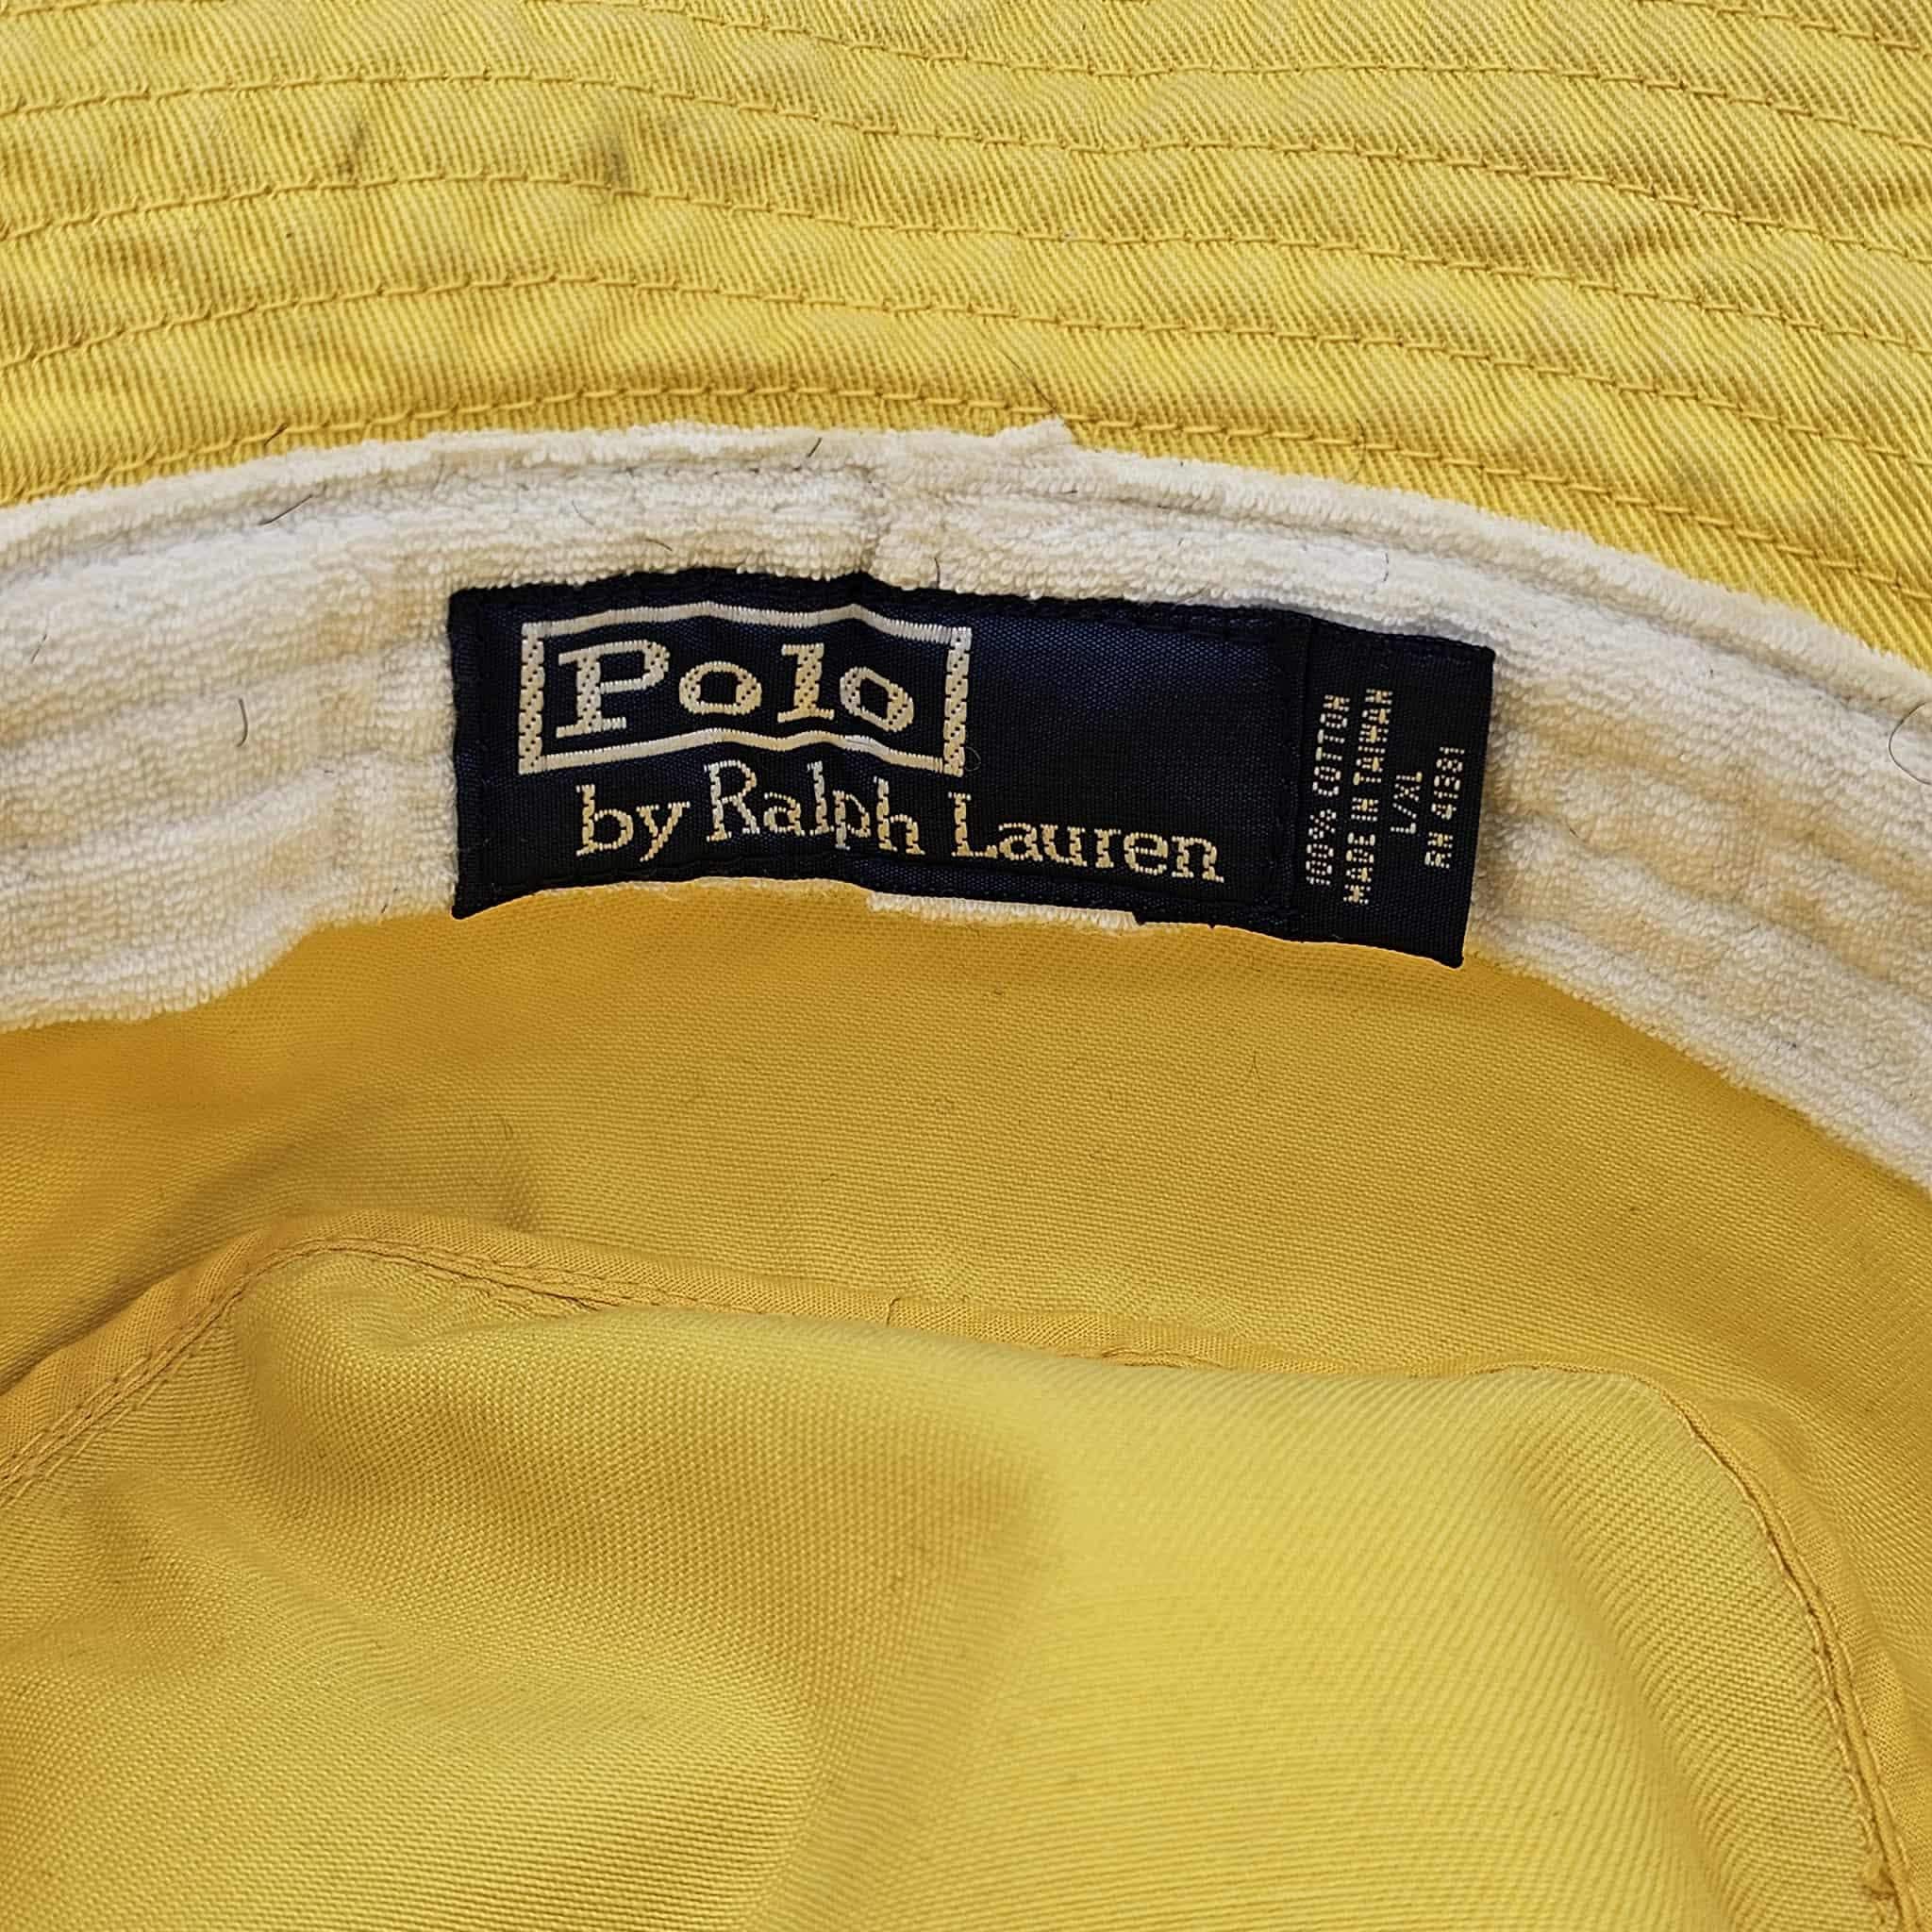 Polo
by Ralph Lauren
100% COTTON
MADE IN TAIWAN
L/XL
RN 41381